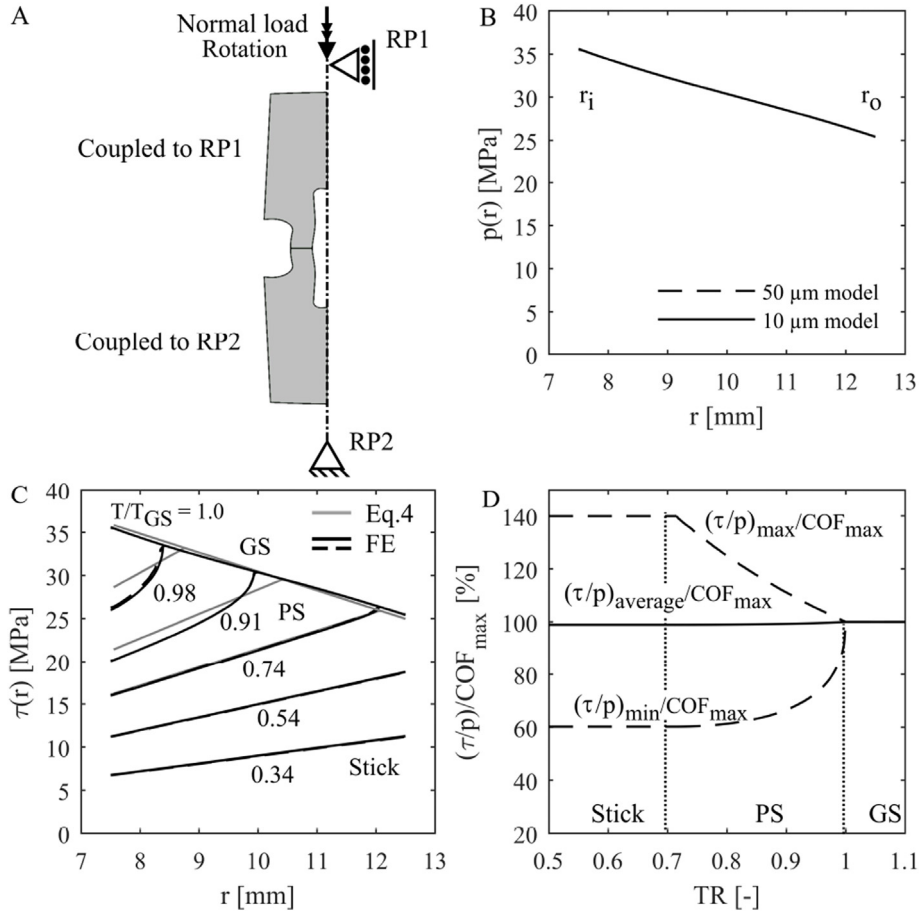 A
Normal load
Rotation
RP1
Coupled to RP1
Coupled to RP2
RP2
B
p(r) [MPa]
40
35
30
25
20
15
10
5
0
r_i
r_o
50 µm model
10 µm model
7 8 9 10 11 12 13
r [mm]
C
τ(r) [MPa]
40
35
30
25
20
15
10
5
0
T/T_GS = 1.0
GS
Eq.4
FE
0.98
0.91
PS
0.74
0.54
0.34
Stick
7 8 9 10 11 12 13
r [mm]
D
(τ/p)/COF_max [%]
140
120
100
80
60
40
20
(τ/p)_max/COF_max
(τ/p)_average/COF_max
(τ/p)_min/COF_max
Stick PS GS
0.5 0.6 0.7 0.8 0.9 1 1.1
TR [-]